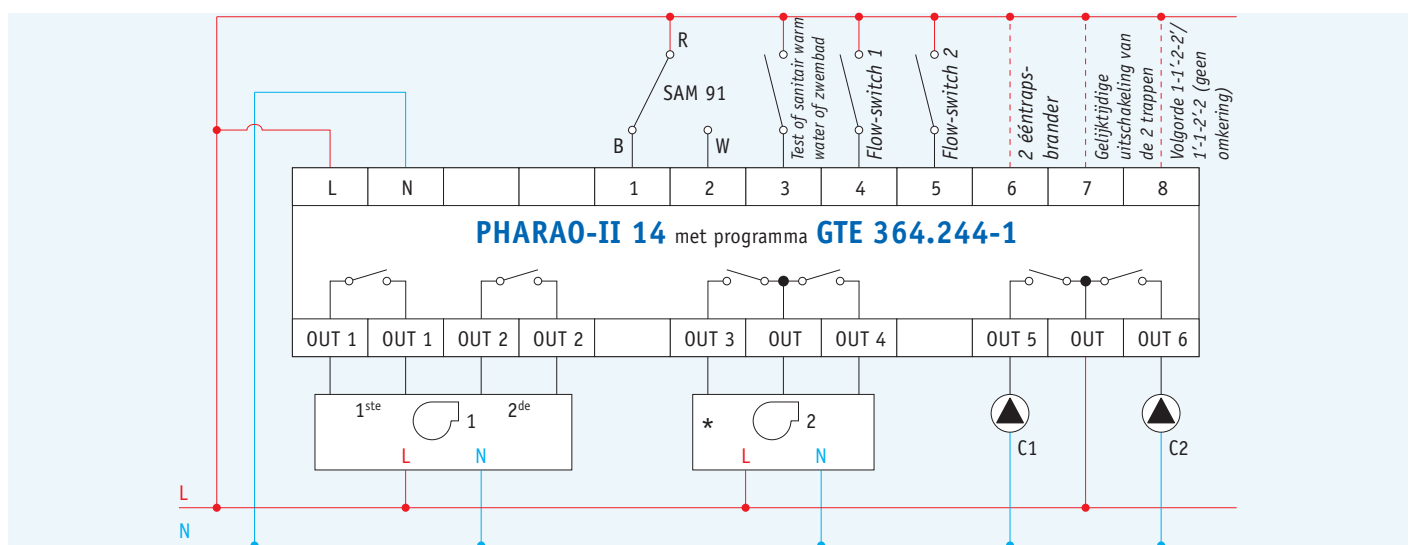 R
SAM 91
B
W
Test of sanitair warm
water of zwembad
Flow-switch 1
Flow-switch 2
2 ééntraps-
brander
Gelijktijdige
uitschakeling van
de 2 trappen
Volgorde 1-1'-2-2'/
1'-1-2'-2 (geen
omkering)
L N 1 2 3 4 5 6 7 8
PHARAO-II 14 met programma GTE 364.244-1
OUT 1 OUT 1 OUT 2 OUT 2 OUT 3 OUT OUT 4 OUT 5 OUT OUT 6
1ste 1 2de
L N
* 2
L N
C1
C2
L
N